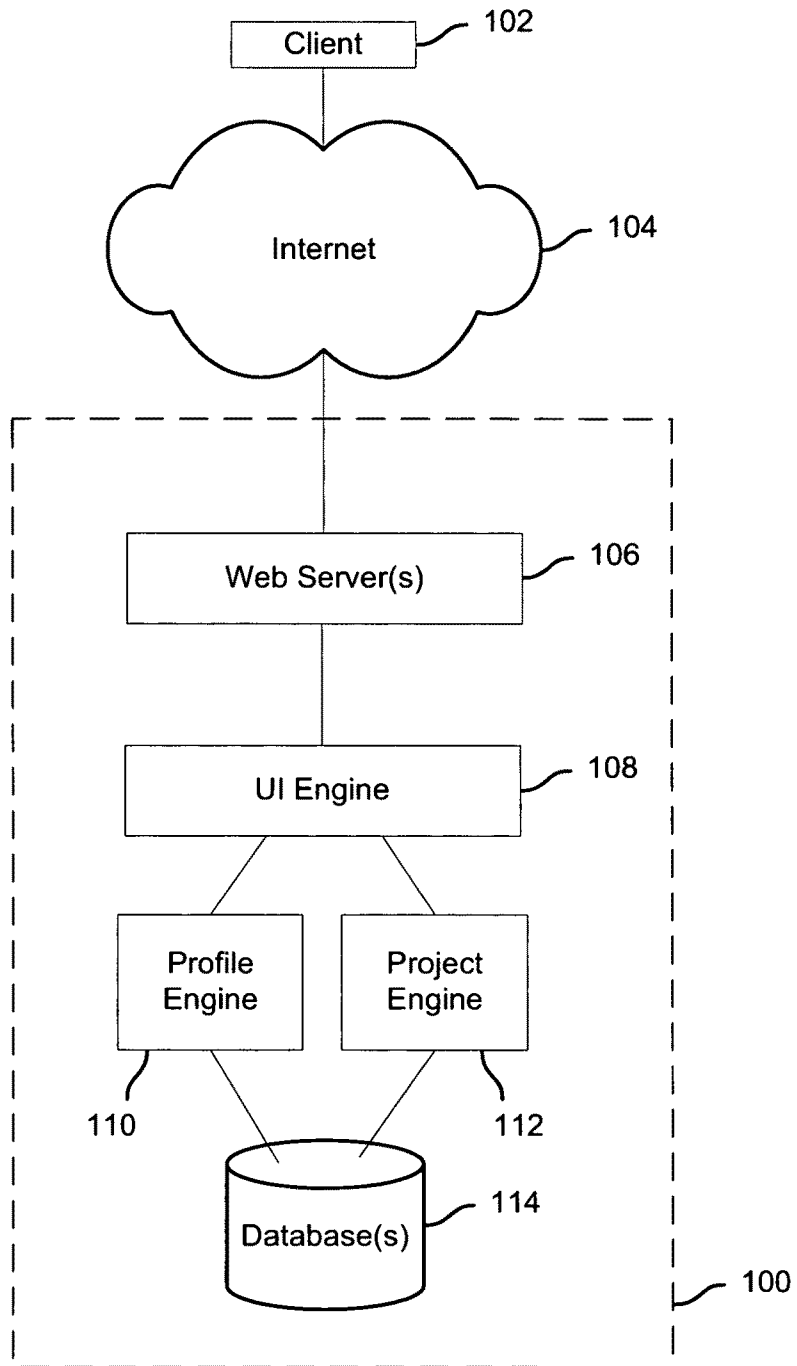 Client
102
Internet
104
Web Server(s)
106
UI Engine
108
Profile
Engine
Project
Engine
110
112
Database(s)
114
100